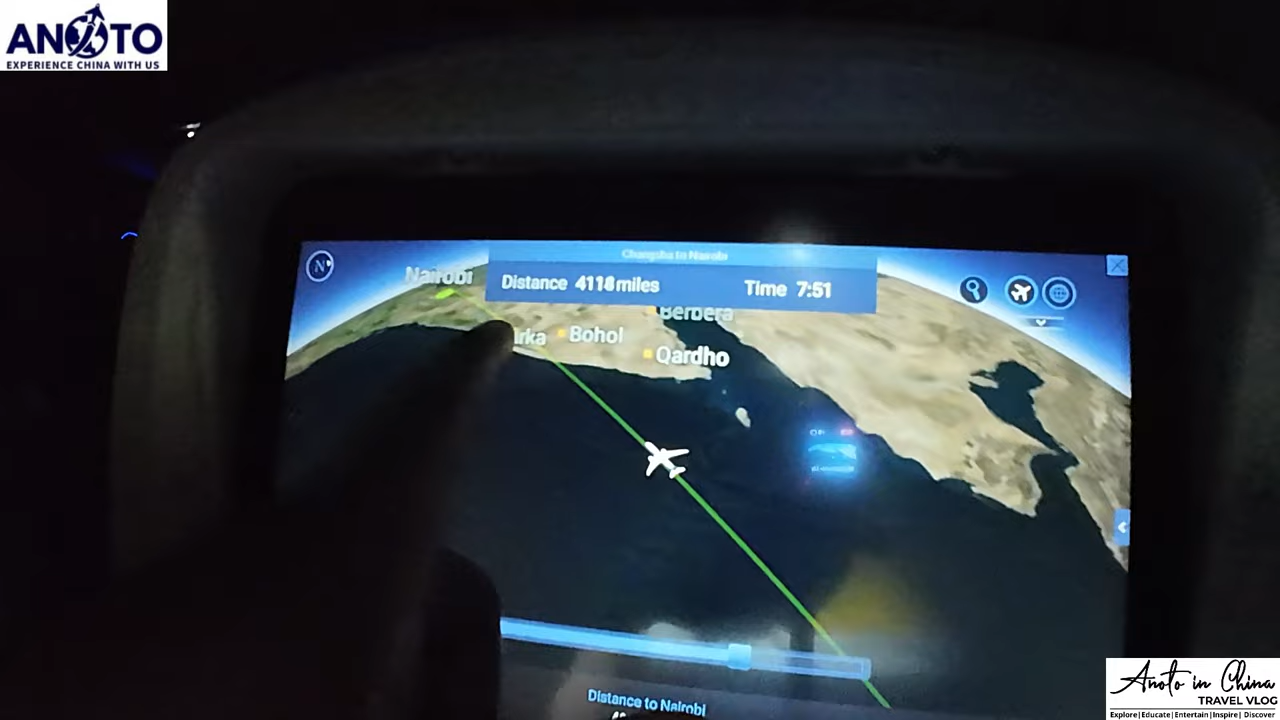 ANOTO
EXPERIENCE CHINA WITH US
N
Changsha to Nairobi
Distance 4118 miles
Time 7:51
Nairobi
Berbera
rka
Bohol
Qardho
Distance to Nairobi
Anoto in China
TRAVEL VLOG
Explore|Educate|Entertain|Inspire| Discover